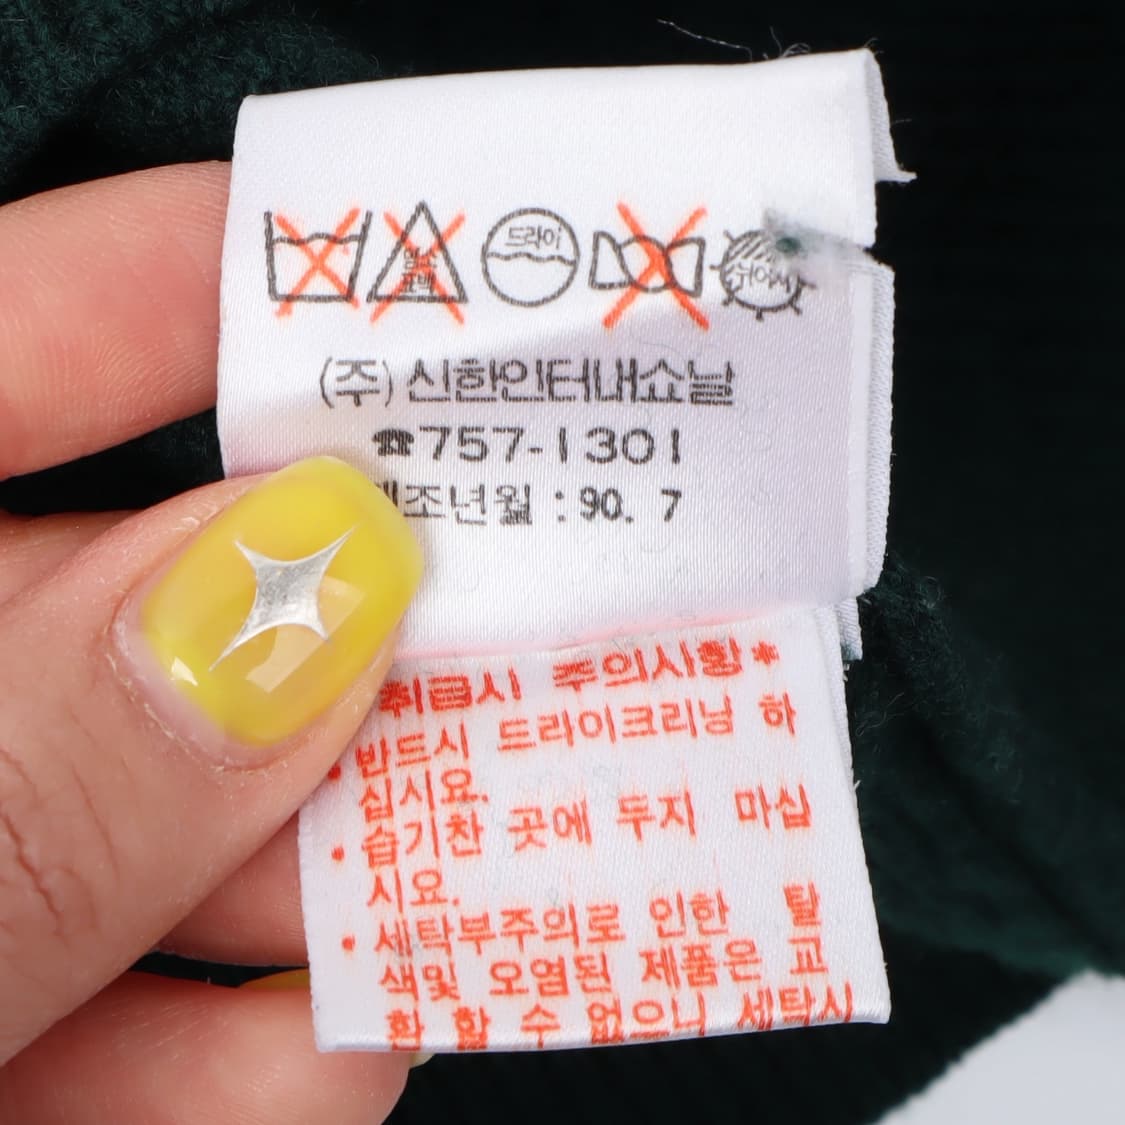 드라이
뉘어서
(주) 신한인터내쇼날
☎757-1301
제조년월 : 90. 7
취급시 주의사항*
• 반드시 드라이크리닝 하
십시요.
• 습기찬 곳에 두지 마십
시요.
• 세탁부주의로 인한 탈
색및 오염된 제품은 교
환 할 수 없으니 세탁시